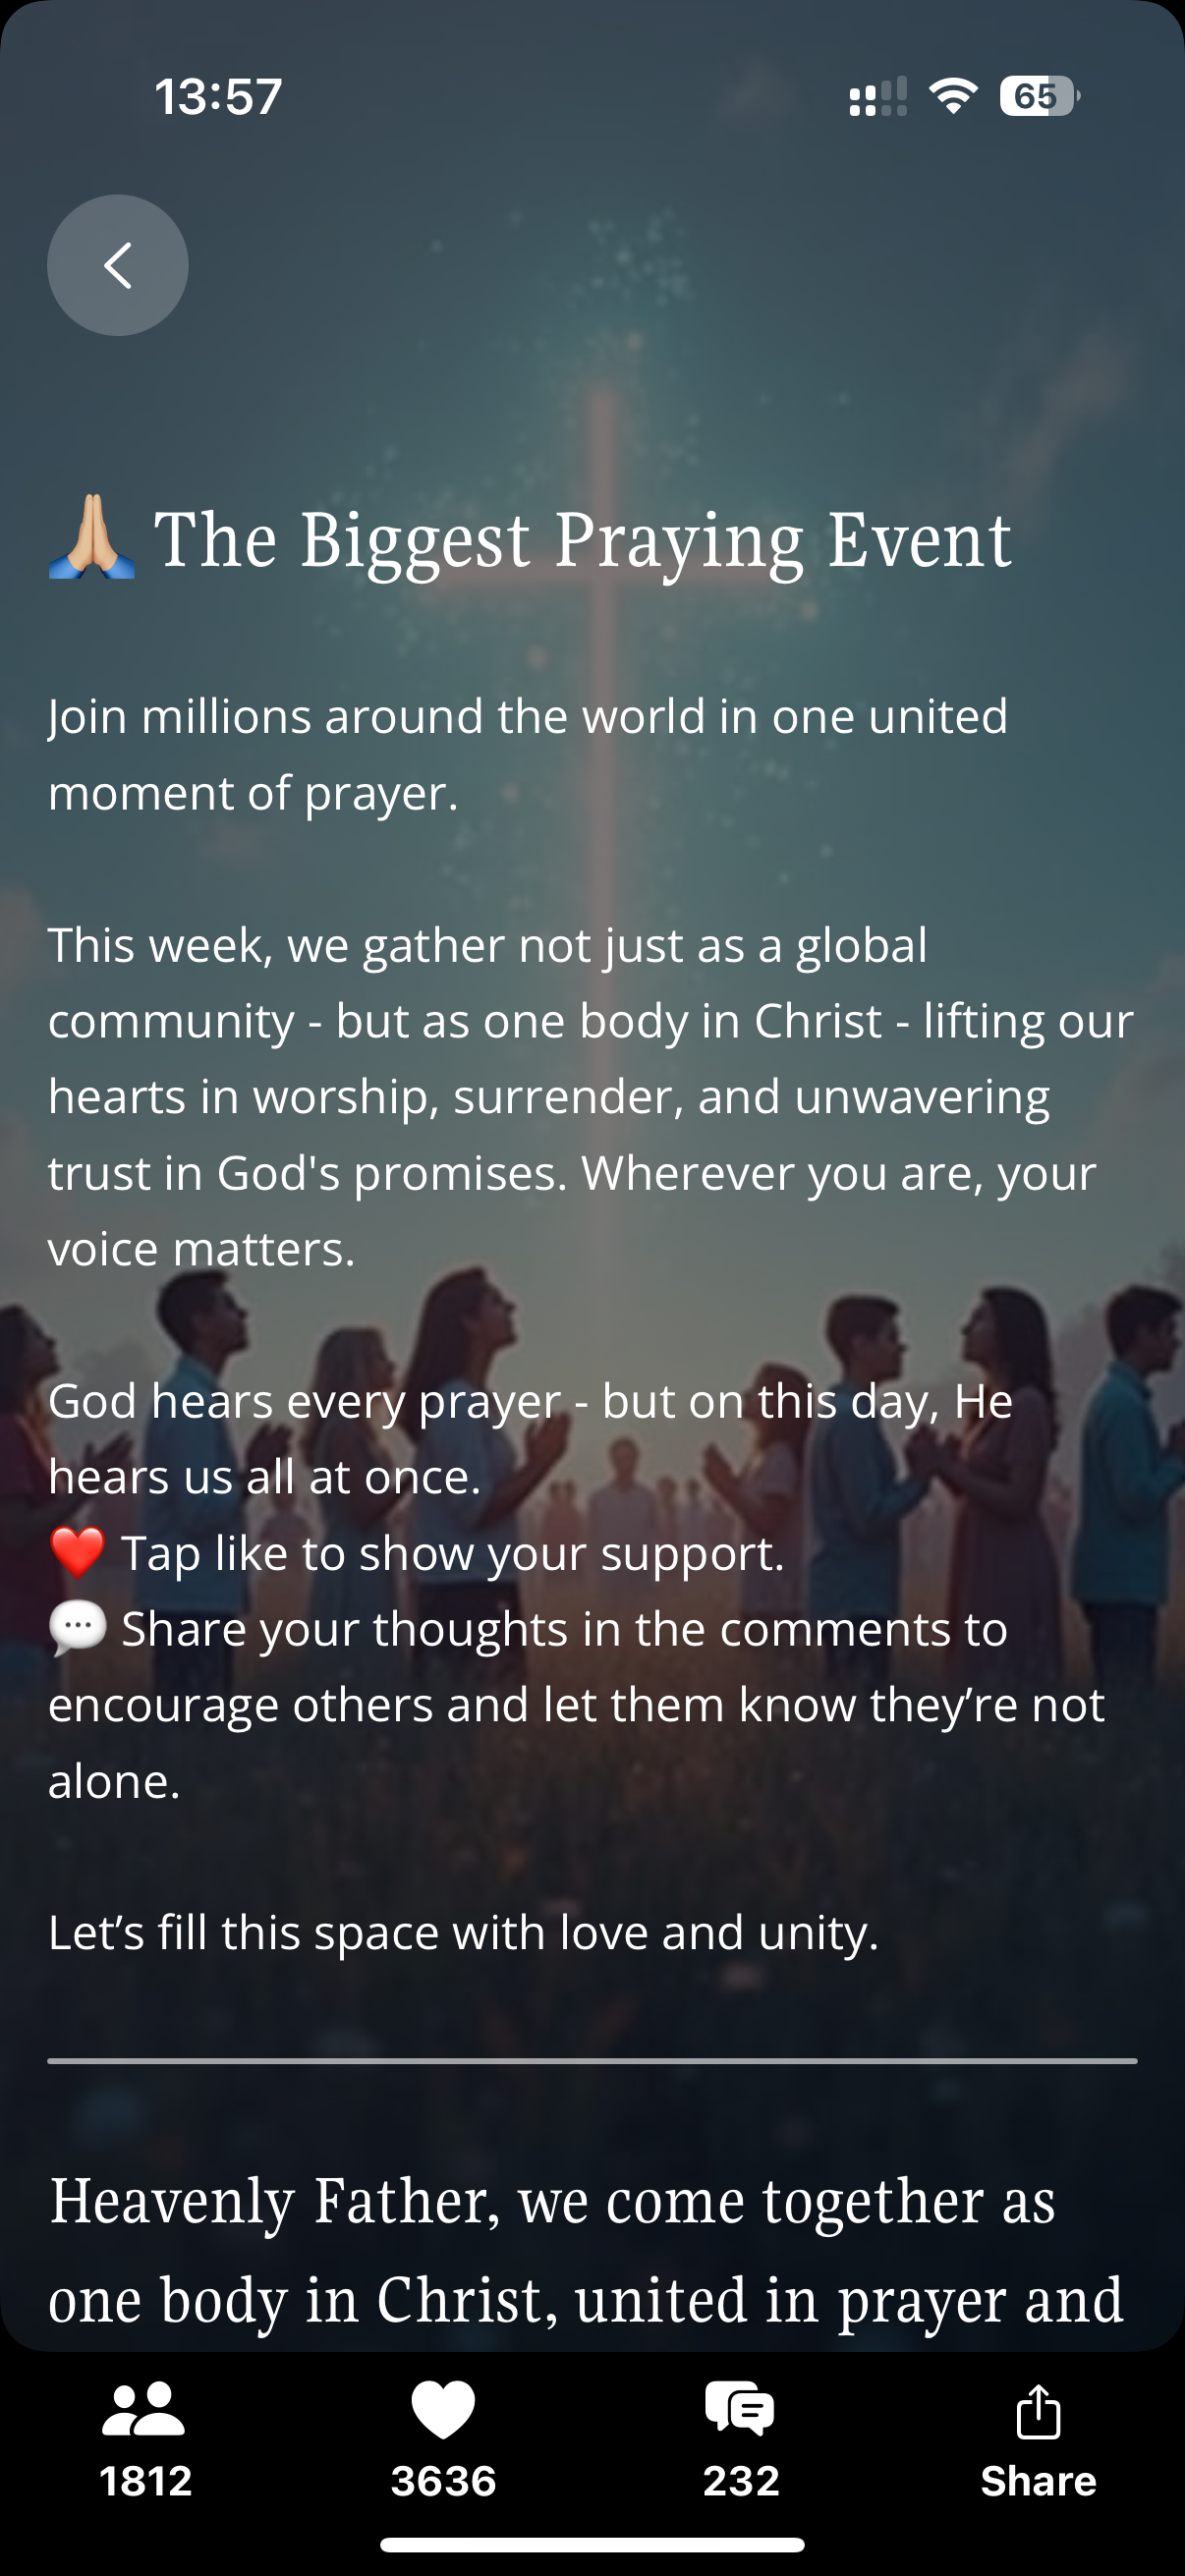 13:57
65
🙏🏼 The Biggest Praying Event
Join millions around the world in one united
moment of prayer.
This week, we gather not just as a global
community - but as one body in Christ - lifting our
hearts in worship, surrender, and unwavering
trust in God's promises. Wherever you are, your
voice matters.
God hears every prayer - but on this day, He
hears us all at once.
❤️ Tap like to show your support.
💬 Share your thoughts in the comments to
encourage others and let them know they’re not
alone.
Let’s fill this space with love and unity.
Heavenly Father, we come together as
one body in Christ, united in prayer and
1812
3636
232
Share